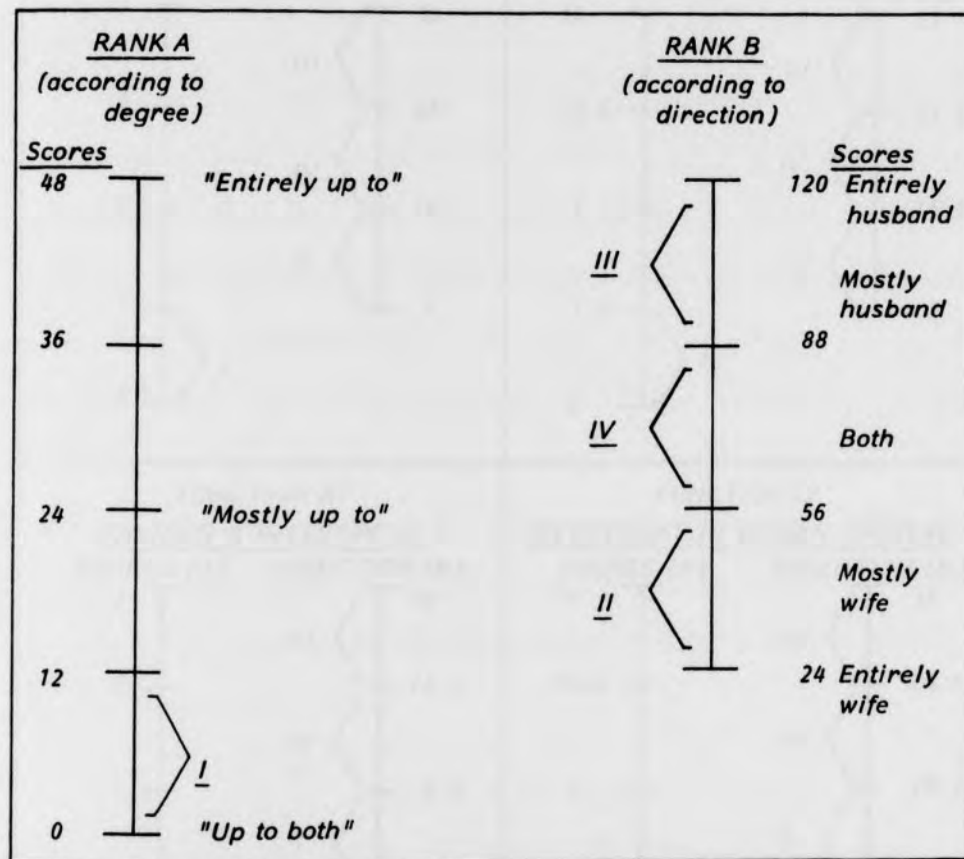 RANK A
(according to
degree)
Scores
48 "Entirely up to"
36
24 "Mostly up to"
12
I
0 "Up to both"
RANK B
(according to
direction)
Scores
120 Entirely
husband
III
Mostly
husband
88
IV
Both
56
Mostly
wife
II
24 Entirely
wife